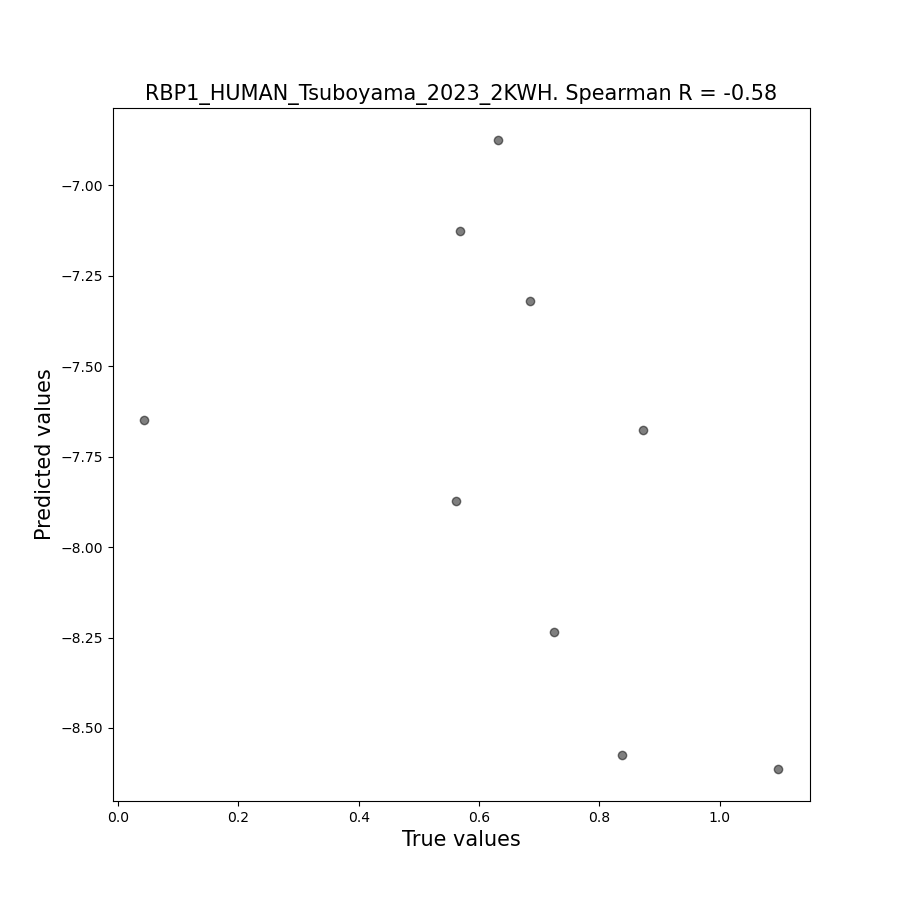 RBP1_HUMAN_Tsuboyama_2023_2KWH. Spearman R = -0.58
Predicted values
−7.00
−7.25
−7.50
−7.75
−8.00
−8.25
−8.50
0.0 0.2 0.4 0.6 0.8 1.0
True values